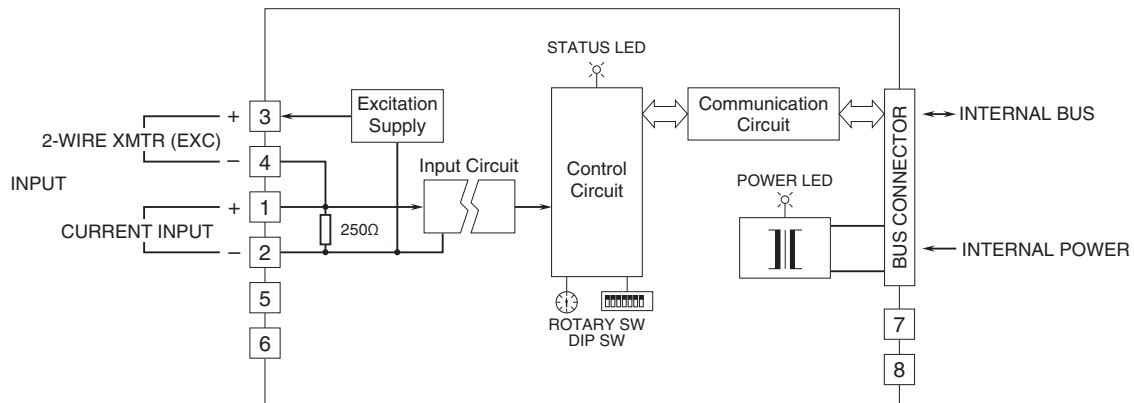 STATUS LED
+
3
Excitation
Supply
2-WIRE XMTR (EXC)
−
4
INPUT
+
1
CURRENT INPUT
−
2
250Ω
5
6
Input Circuit
Control
Circuit
Communication
Circuit
POWER LED
ROTARY SW
DIP SW
BUS CONNECTOR
INTERNAL BUS
INTERNAL POWER
7
8